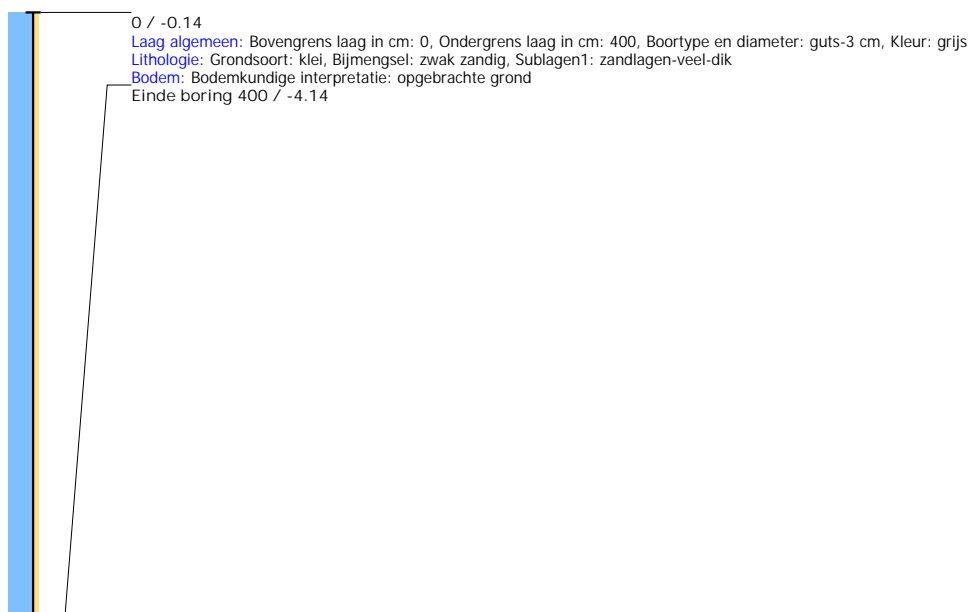 0 / -0.14
Laag algemeen: Bovengrens laag in cm: 0, Ondergrens laag in cm: 400, Boortype en diameter: guts-3 cm, Kleur: grijs
Lithologie: Grondsoort: klei, Bijmengsel: zwak zandig, Sublagen1: zandlagen-veel-dik
Bodem: Bodemkundige interpretatie: opgebrachte grond
Einde boring 400 / -4.14